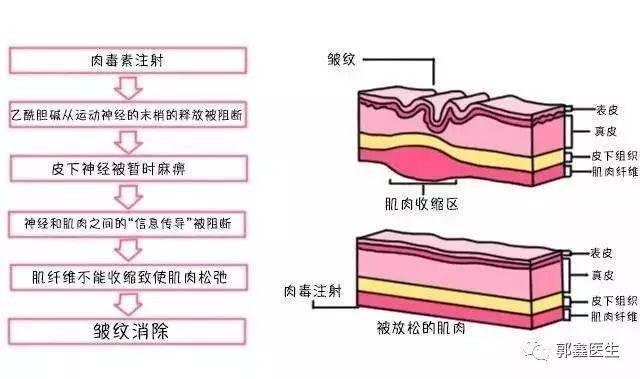 肉毒素注射
乙酰胆碱从运动神经的末梢的释放被阻断
皮下神经被暂时麻痹
神经和肌肉之间的“信息传导”被阻断
肌纤维不能收缩致使肌肉松弛
皱纹消除
皱纹
表皮
真皮
皮下组织
肌肉纤维
肌肉收缩区
肉毒注射
表皮
真皮
皮下组织
肌肉纤维
被放松的肌肉
郭鑫医生